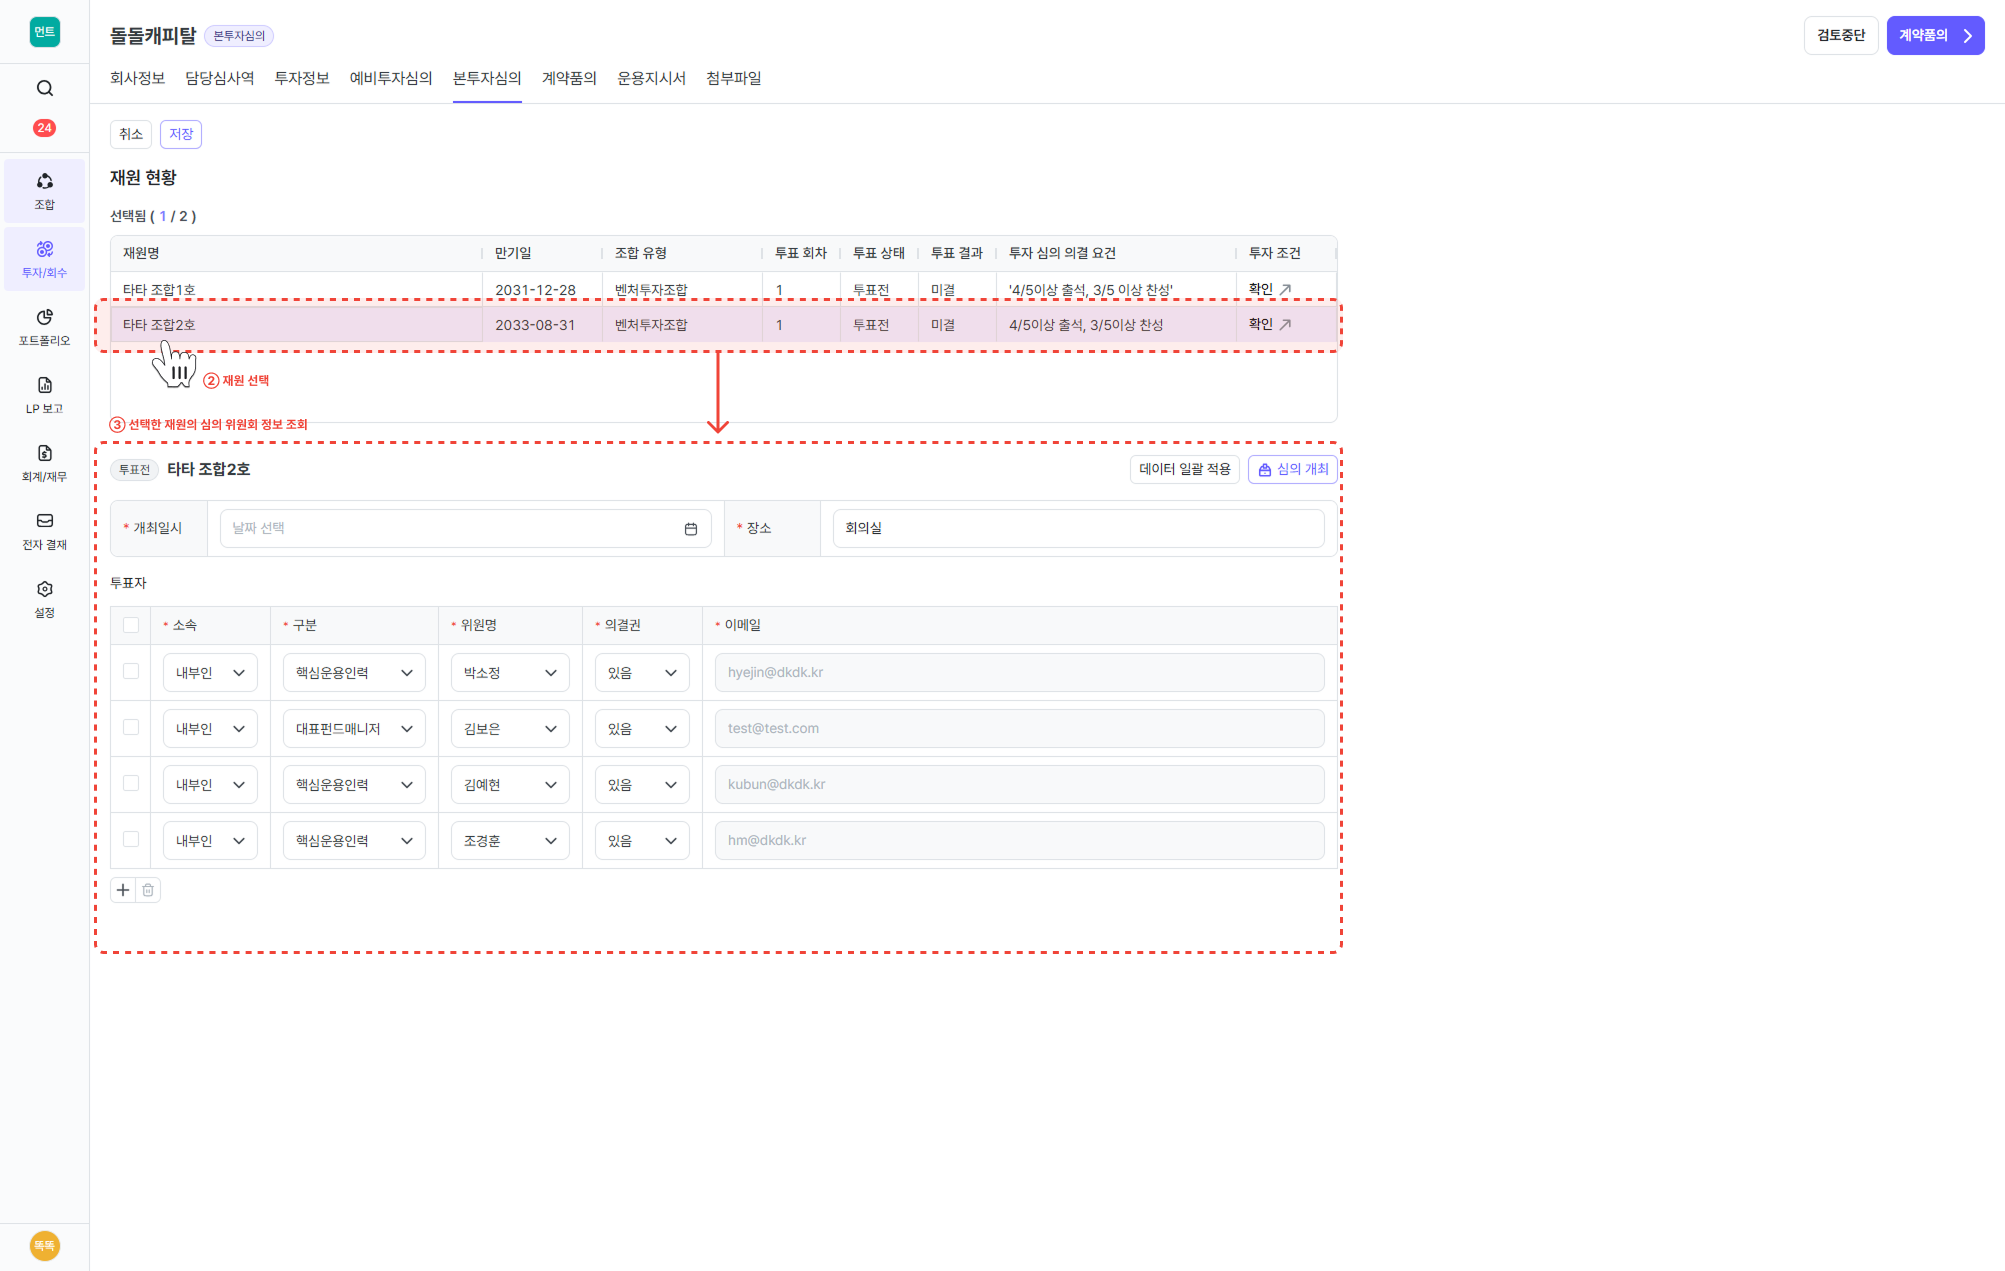 먼트
24
조합
투자/회수
포트폴리오
LP 보고
회계/재무
전자 결재
설정
똑똑
돌돌캐피탈 본투자심의
검토중단 계약품의
회사정보 담당심사역 투자정보 예비투자심의 본투자심의 계약품의 운용지시서 첨부파일
취소 저장
재원 현황
선택됨 ( 1 / 2 )
재원명 만기일 조합 유형 투표 회차 투표 상태 투표 결과 투자 심의 의결 요건 투자 조건
타타 조합1호 2031-12-28 벤처투자조합 1 투표전 미결 '4/5이상 출석, 3/5 이상 찬성' 확인
타타 조합2호 2033-08-31 벤처투자조합 1 투표전 미결 4/5이상 출석, 3/5이상 찬성 확인
② 재원 선택
③ 선택한 재원의 심의 위원회 정보 조회
투표전 타타 조합2호 데이터 일괄 적용 심의 개최
* 개최일시 날짜 선택 * 장소 회의실
투표자
* 소속 * 구분 * 위원명 * 의결권 * 이메일
내부인 핵심운용인력 박소정 있음 hyejin@dkdk.kr
내부인 대표펀드매니저 김보은 있음 test@test.com
내부인 핵심운용인력 김예현 있음 kubun@dkdk.kr
내부인 핵심운용인력 조경훈 있음 hm@dkdk.kr